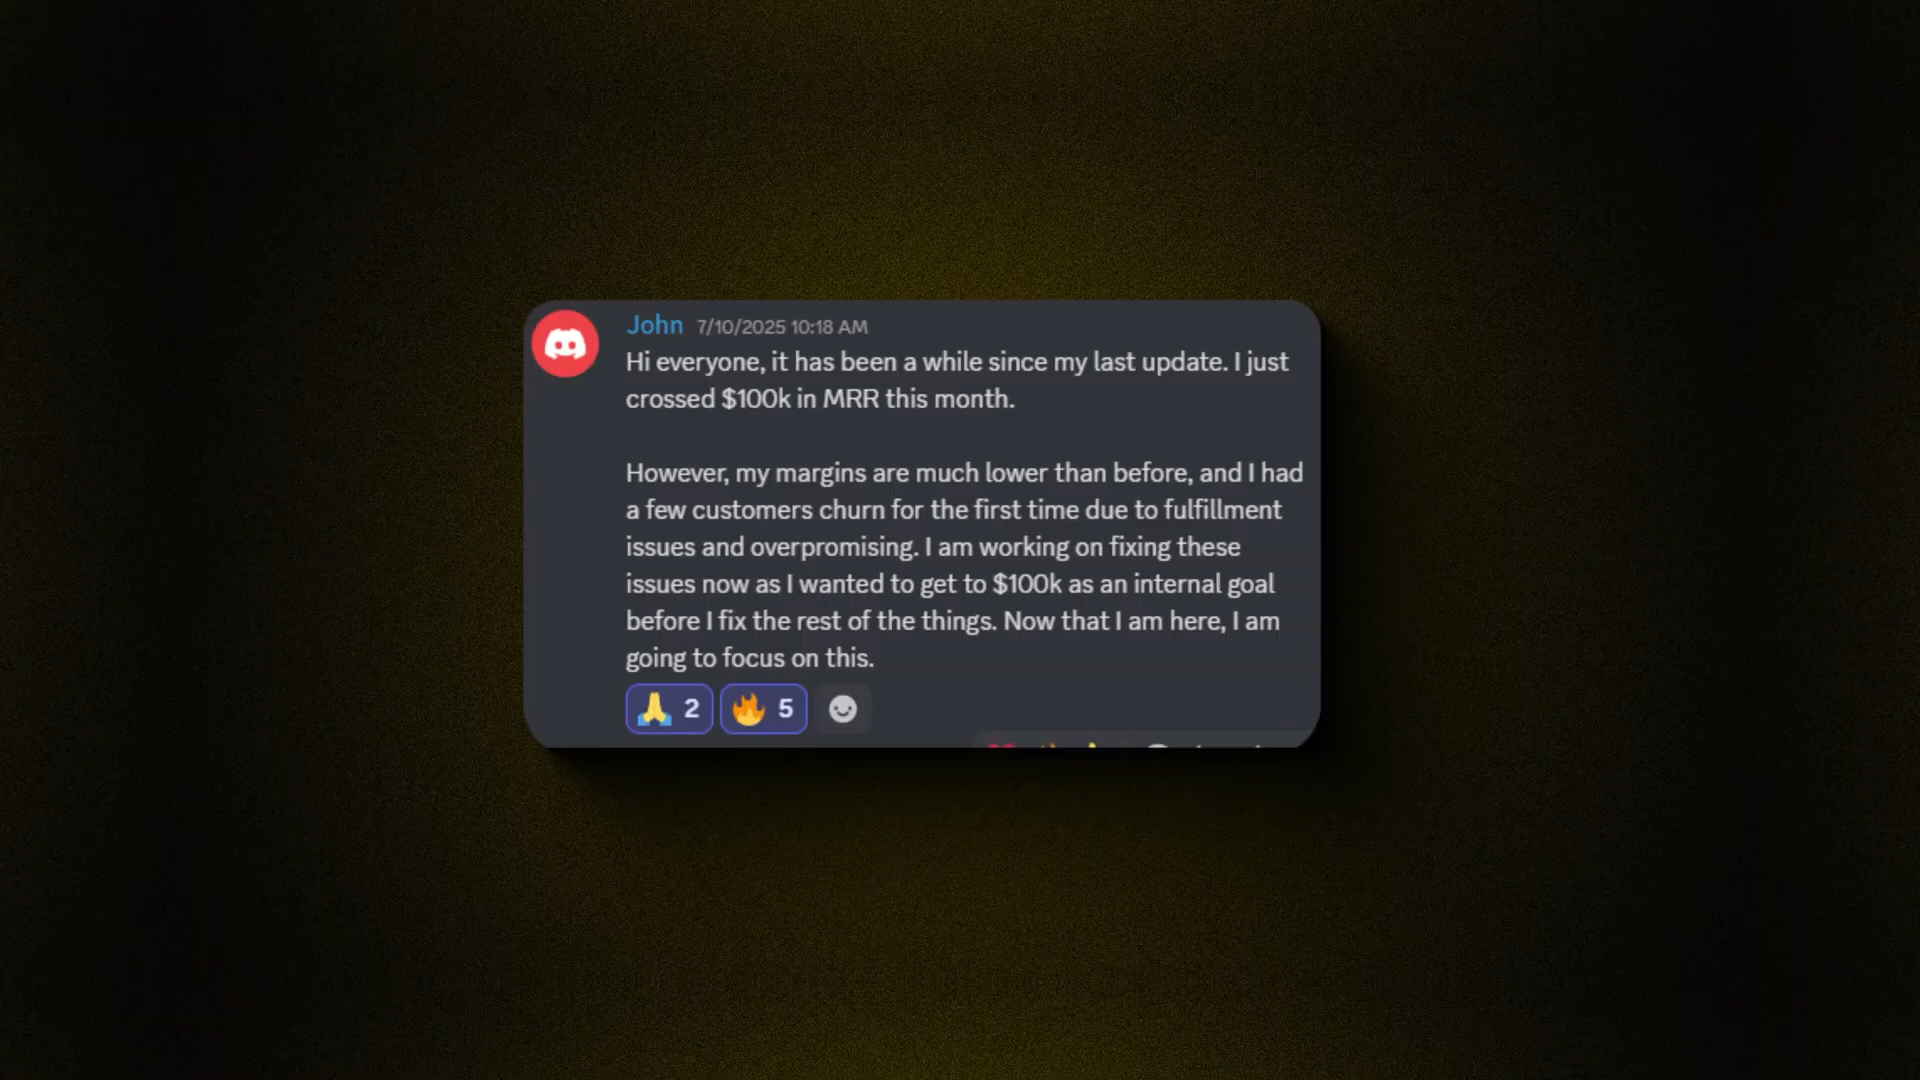 John 7/10/2025 10:18 AM
Hi everyone, it has been a while since my last update. I just
crossed $100k in MRR this month.
However, my margins are much lower than before, and I had
a few customers churn for the first time due to fulfillment
issues and overpromising. I am working on fixing these
issues now as I wanted to get to $100k as an internal goal
before I fix the rest of the things. Now that I am here, I am
going to focus on this.
🙏 2 🔥 5